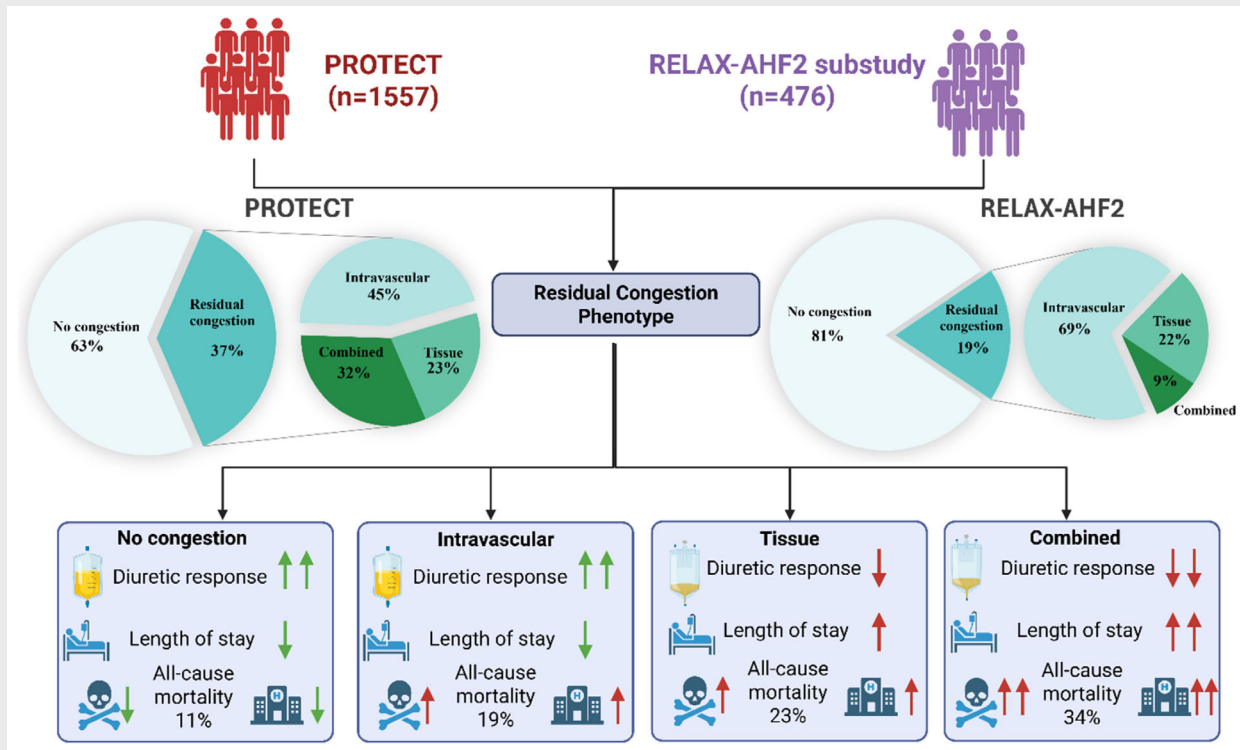 PROTECT
(n=1557)
RELAX-AHF2 substudy
(n=476)
PROTECT
No congestion
63%
Residual
congestion
37%
Intravascular
45%
Combined
32%
Tissue
23%
Residual Congestion
Phenotype
RELAX-AHF2
No congestion
81%
Residual
congestion
19%
Intravascular
69%
Tissue
22%
9%
Combined
No congestion
Diuretic response
Length of stay
All-cause
mortality
11%
H
Intravascular
Diuretic response
Length of stay
All-cause
mortality
19%
H
Tissue
Diuretic response
Length of stay
All-cause
mortality
23%
H
Combined
Diuretic response
Length of stay
All-cause
mortality
34%
H